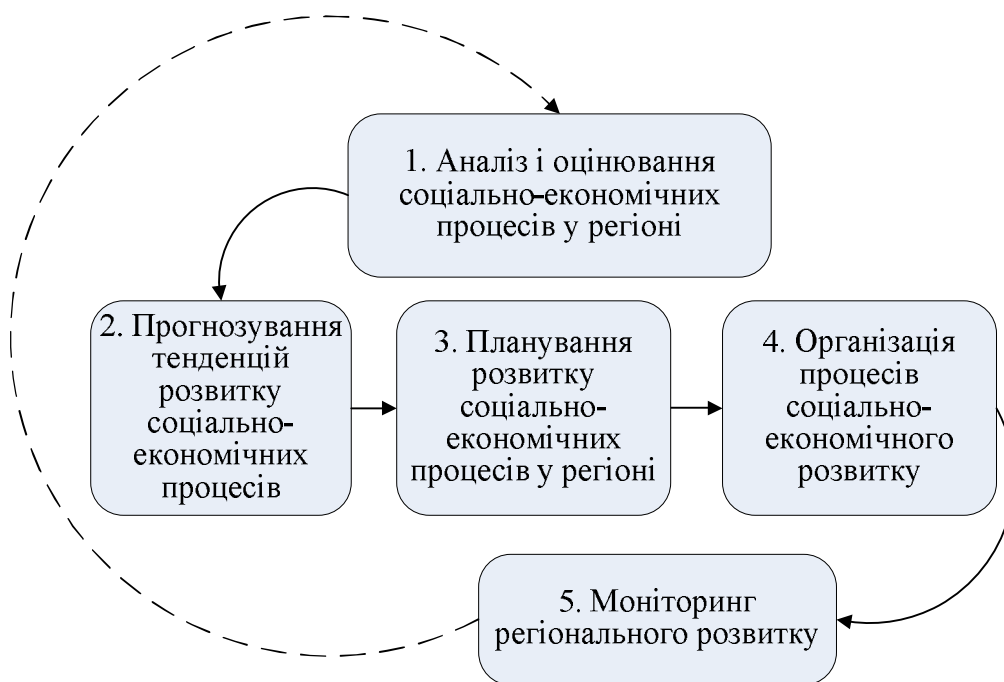 1. Аналіз і оцінювання
соціально-економічних
процесів у регіоні
2. Прогнозування
тенденцій
розвитку
соціально-
економічних
процесів
3. Планування
розвитку
соціально-
економічних
процесів у регіоні
4. Організація
процесів
соціально-
економічного
розвитку
5. Моніторинг
регіонального розвитку